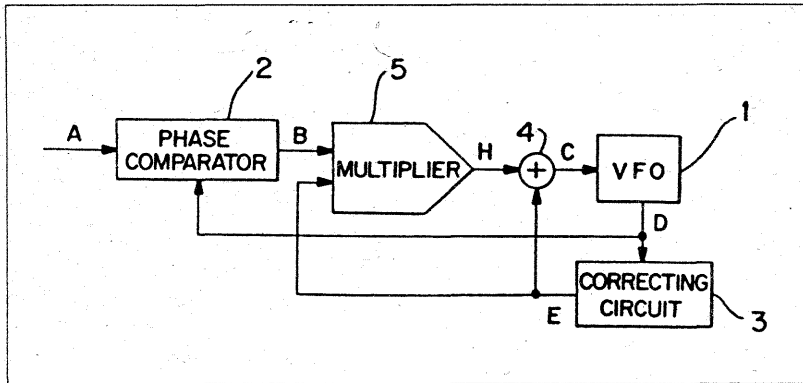 2
5
A
PHASE
COMPARATOR
B
MULTIPLIER
H
4
+
C
1
VFO
D
E
CORRECTING
CIRCUIT
3